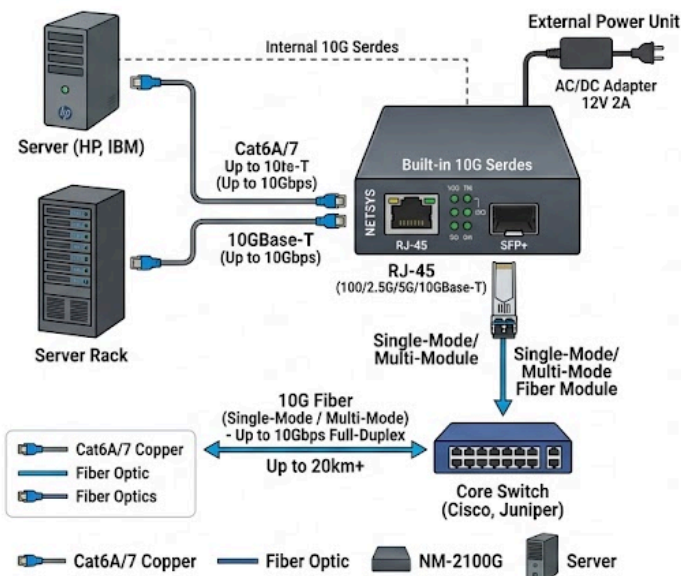 External Power Unit
AC/DC Adapter
12V 2A
Internal 10G Serdes
hp
Server (HP, IBM)
Cat6A/7
Up to 10te-T
(Up to 10Gbps)
Built-in 10G Serdes
NETSYS
RJ-45
SFP+
10GBase-T
(Up to 10Gbps)
RJ-45
(100/2.5G/5G/10GBase-T)
Server Rack
Single-Mode/
Multi-Module
Single-Mode/
Multi-Mode
Fiber Module
10G Fiber
(Single-Mode / Multi-Mode)
- Up to 10Gbps Full-Duplex
Up to 20km+
Core Switch
(Cisco, Juniper)
Cat6A/7 Copper
Fiber Optic
Fiber Optics
Cat6A/7 Copper
Fiber Optic
NM-2100G
Server